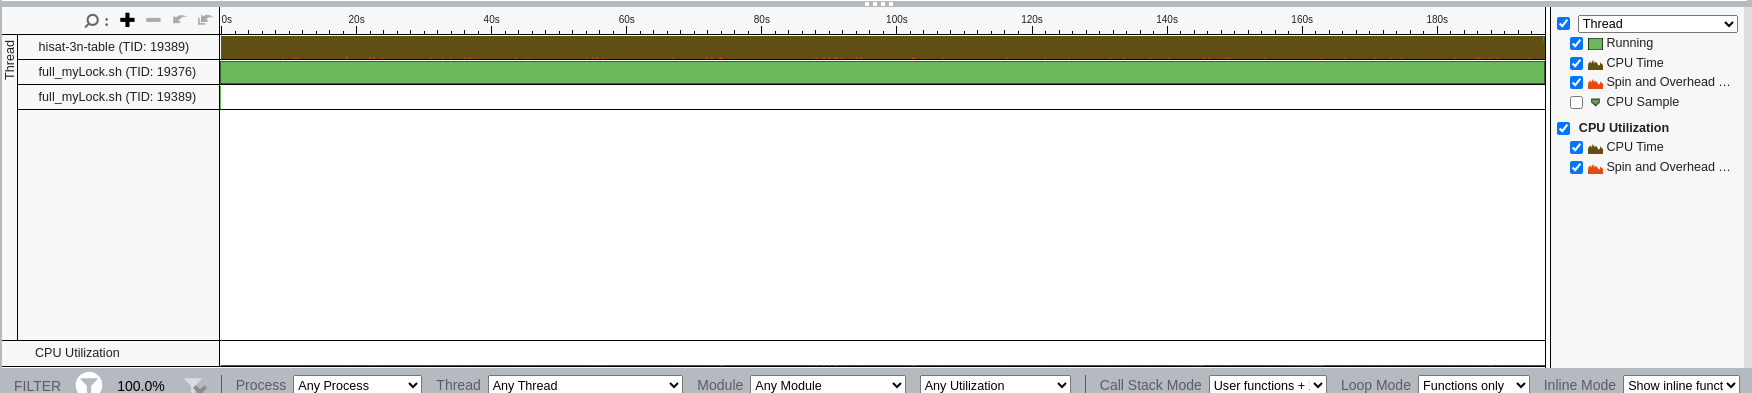 0s 20s 40s 60s 80s 100s 120s 140s 160s 180s
Thread
hisat-3n-table (TID: 19389)
full_myLock.sh (TID: 19376)
full_myLock.sh (TID: 19389)
CPU Utilization
Thread
Running
CPU Time
Spin and Overhead ...
CPU Sample
CPU Utilization
CPU Time
Spin and Overhead ...
FILTER 100.0% Process Any Process Thread Any Thread Module Any Module Any Utilization Call Stack Mode User functions + Loop Mode Functions only Inline Mode Show inline funct